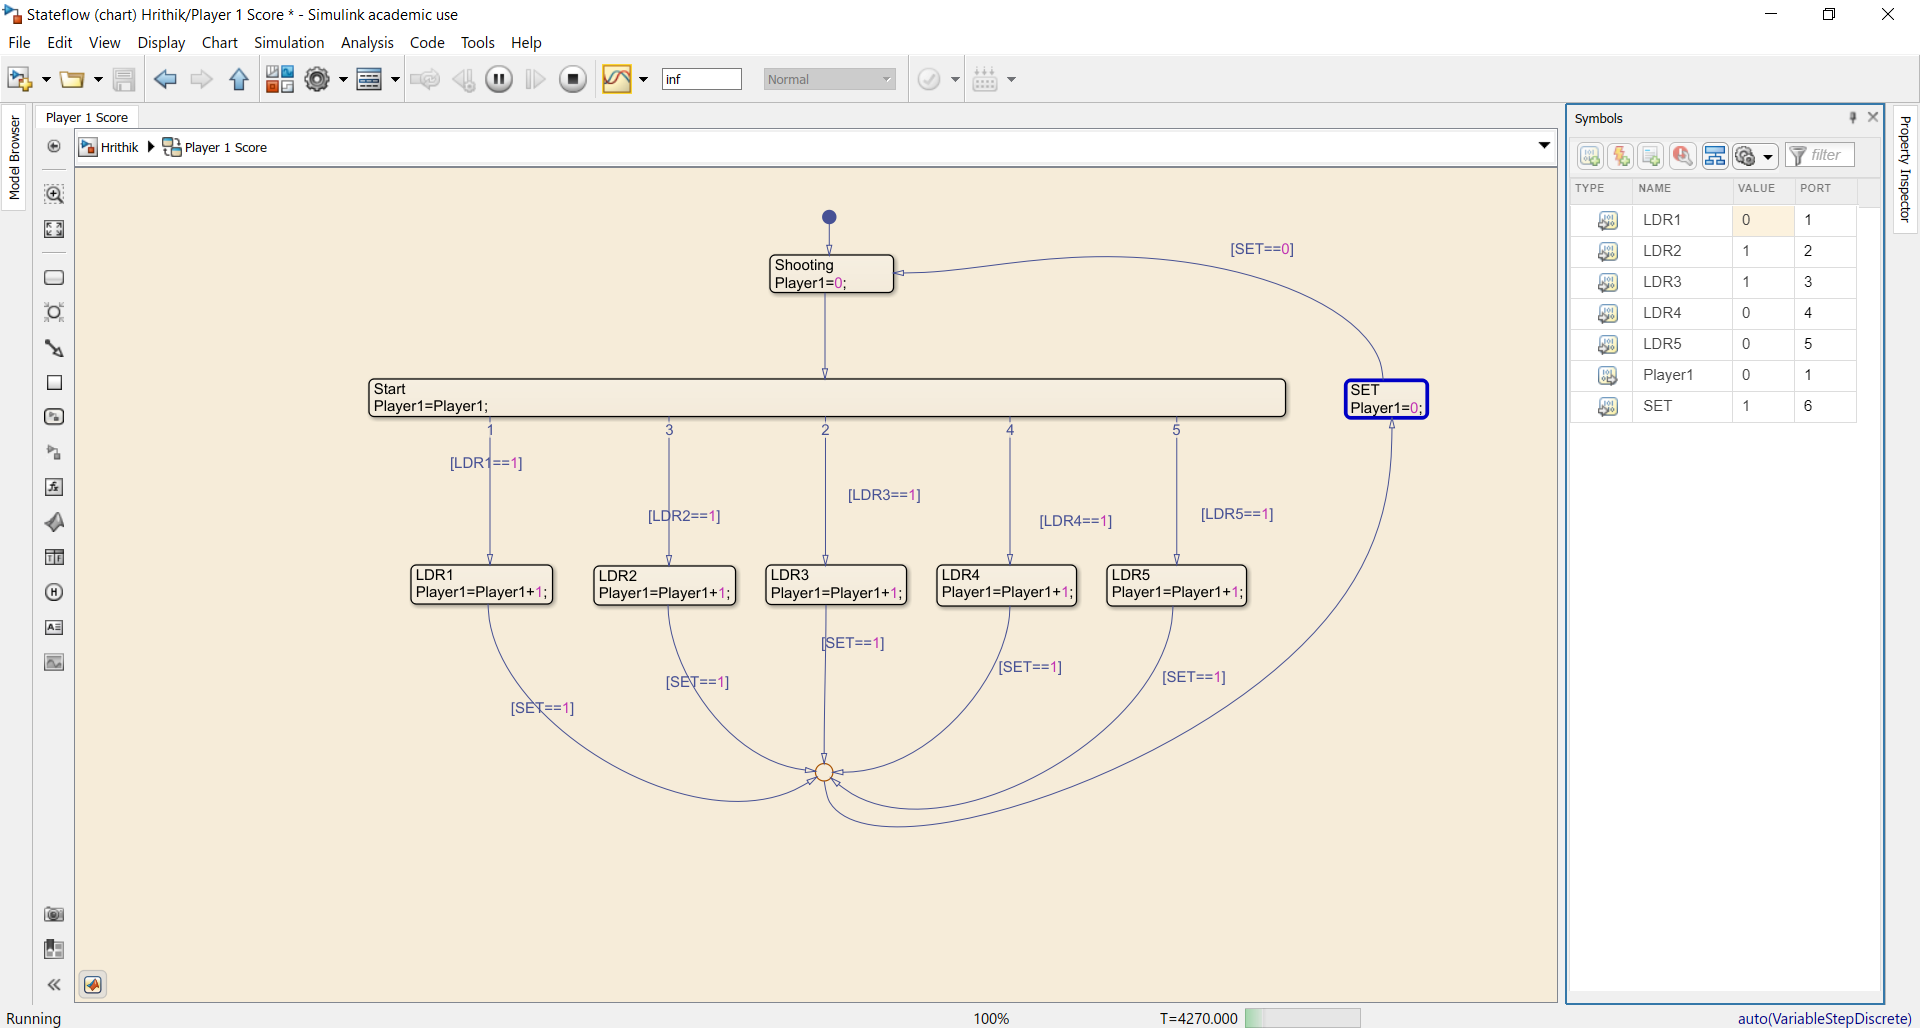 Stateflow (chart) Hrithik/Player 1 Score * - Simulink academic use
File Edit View Display Chart Simulation Analysis Code Tools Help
inf
Normal
Model Browser
Player 1 Score
Hrithik Player 1 Score
Shooting
Player1=0;
[SET==0]
Start
Player1=Player1;
SET
Player1=0;
1 3 2 4 5
[LDR1==1]
[LDR2==1]
[LDR3==1]
[LDR4==1]
[LDR5==1]
LDR1
Player1=Player1+1;
LDR2
Player1=Player1+1;
LDR3
Player1=Player1+1;
LDR4
Player1=Player1+1;
LDR5
Player1=Player1+1;
[SET==1]
[SET==1]
[SET==1]
[SET==1]
[SET==1]
Symbols
filter
TYPE NAME VALUE PORT
LDR1 0 1
LDR2 1 2
LDR3 1 3
LDR4 0 4
LDR5 0 5
Player1 0 1
SET 1 6
Property Inspector
Running 100% T=4270.000 auto(VariableStepDiscrete)